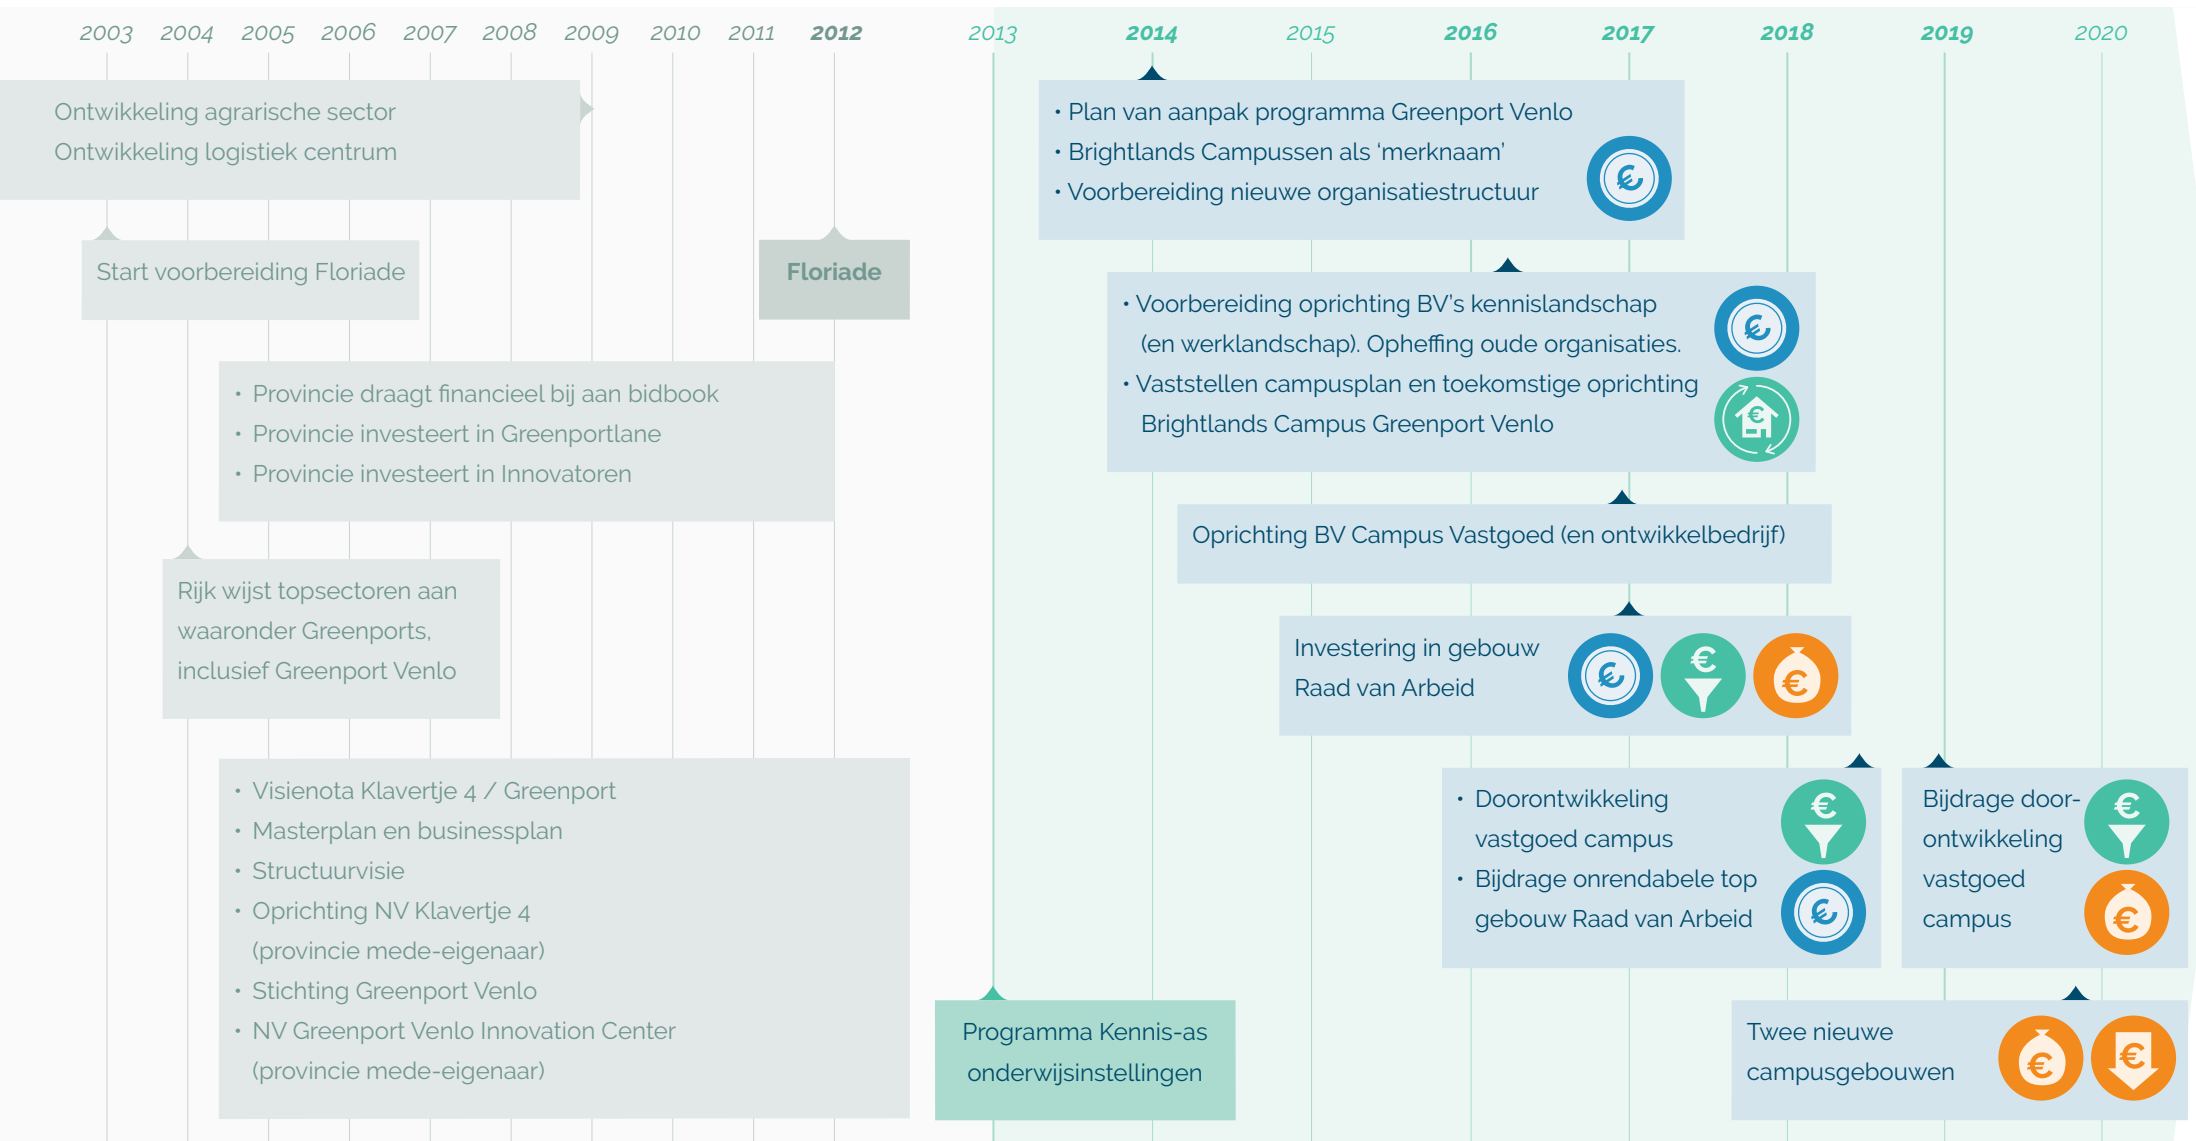 2003 2004 2005 2006 2007 2008 2009 2010 2011 2012 2013 2014 2015 2016 2017 2018 2019 2020
Ontwikkeling agrarische sector
Ontwikkeling logistiek centrum
Start voorbereiding Floriade
Floriade
• Provincie draagt financieel bij aan bidbook
• Provincie investeert in Greenportlane
• Provincie investeert in Innovatoren
Rijk wijst topsectoren aan
waaronder Greenports,
inclusief Greenport Venlo
• Visienota Klavertje 4 / Greenport
• Masterplan en businessplan
• Structuurvisie
• Oprichting NV Klavertje 4
(provincie mede-eigenaar)
• Stichting Greenport Venlo
• NV Greenport Venlo Innovation Center
(provincie mede-eigenaar)
Programma Kennis-as
onderwijsinstellingen
• Plan van aanpak programma Greenport Venlo
• Brightlands Campussen als ‘merknaam’
• Voorbereiding nieuwe organisatiestructuur
€
• Voorbereiding oprichting BV’s kennislandschap
(en werklandschap). Opheffing oude organisaties.
• Vaststellen campusplan en toekomstige oprichting
Brightlands Campus Greenport Venlo
€
€
Oprichting BV Campus Vastgoed (en ontwikkelbedrijf)
Investering in gebouw
Raad van Arbeid
€ € €
• Doorontwikkeling
vastgoed campus
• Bijdrage onrendabele top
gebouw Raad van Arbeid
€
€
Bijdrage door-
ontwikkeling
vastgoed
campus
€
€
Twee nieuwe
campusgebouwen
€ €